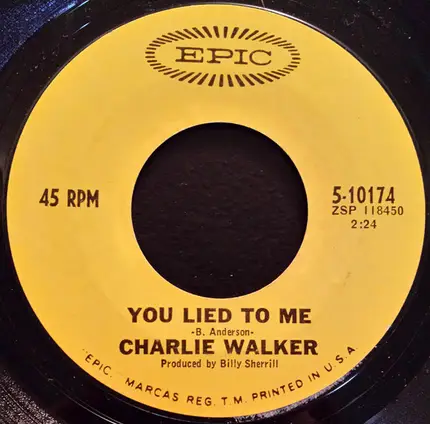 EPIC
45 RPM
5-10174
ZSP 118450
2:24
YOU LIED TO ME
-B. Anderson-
CHARLIE WALKER
Produced by Billy Sherrill
"EPIC", MARCAS REG. T.M. PRINTED IN U.S.A.